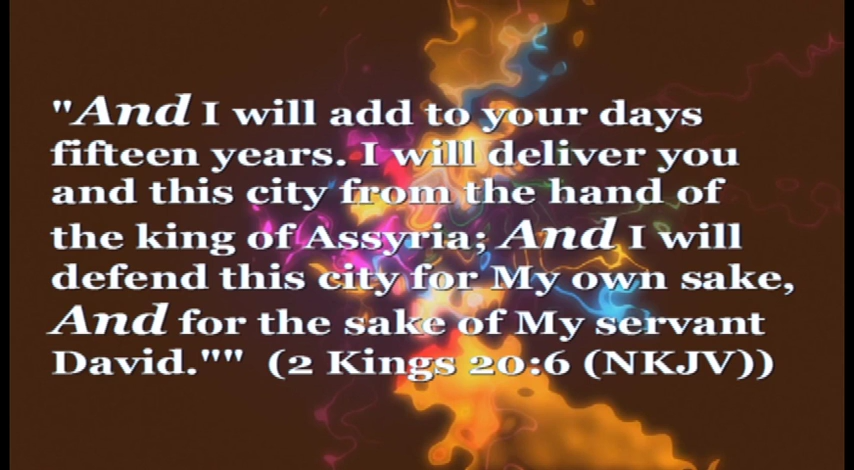 "And I will add to your days
fifteen years. I will deliver you
and this city from the hand of
the king of Assyria; And I will
defend this city for My own sake,
And for the sake of My servant
David."" (2 Kings 20:6 (NKJV))